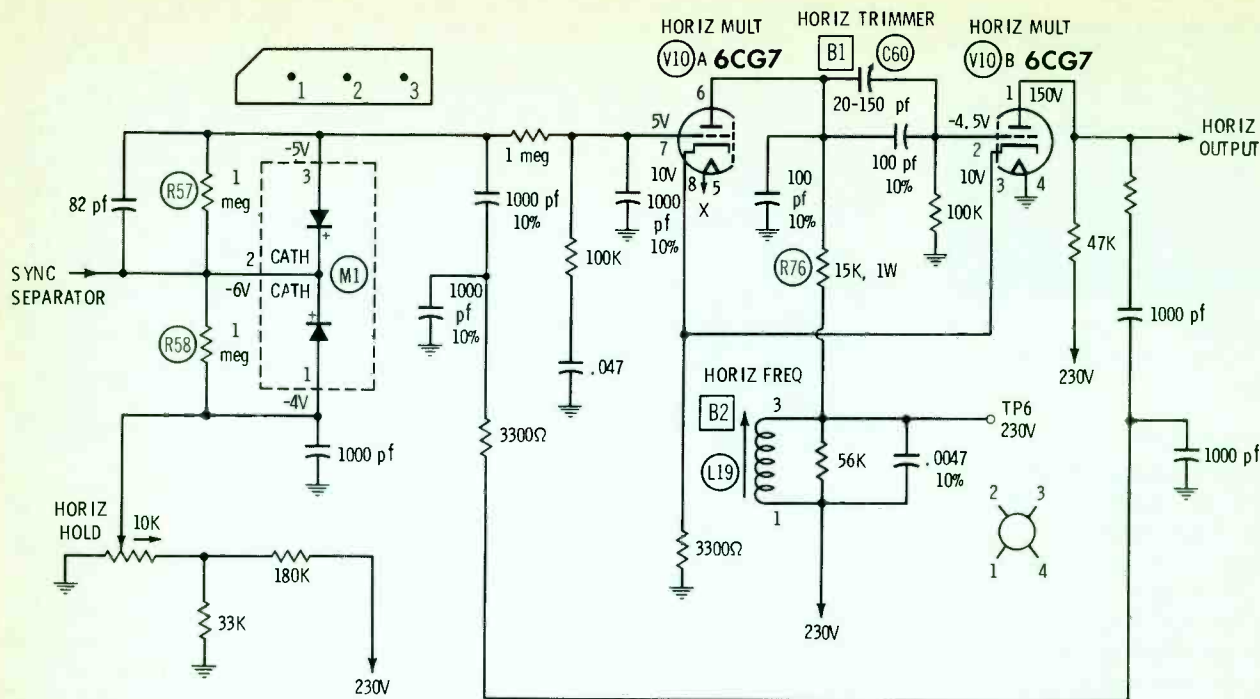 HORIZ MULT
V10 A 6CG7
HORIZ TRIMMER
B1 C60
20-150 pf
HORIZ MULT
V10 B 6CG7
1 2 3
-5V
3
R57
1
meg
82 pf
SYNC
SEPARATOR
2
CATH
CATH
+
+
M1
-6V
R58
1
meg
1
-4V
1000 pf
HORIZ
HOLD
10K
33K
180K
230V
1 meg
1000 pf
10%
1000
pf
10%
3300Ω
100K
.047
1000
pf
10%
5V
6
7
10V
8
5
X
100
pf
10%
100 pf
10%
R76
15K, 1W
100K
-4.5V
1
150V
2
10V
3
4
HORIZ
OUTPUT
47K
230V
1000 pf
1000 pf
HORIZ FREQ
B2
L19
3
1
56K
.0047
10%
TP6
230V
3300Ω
230V
2 3
1 4